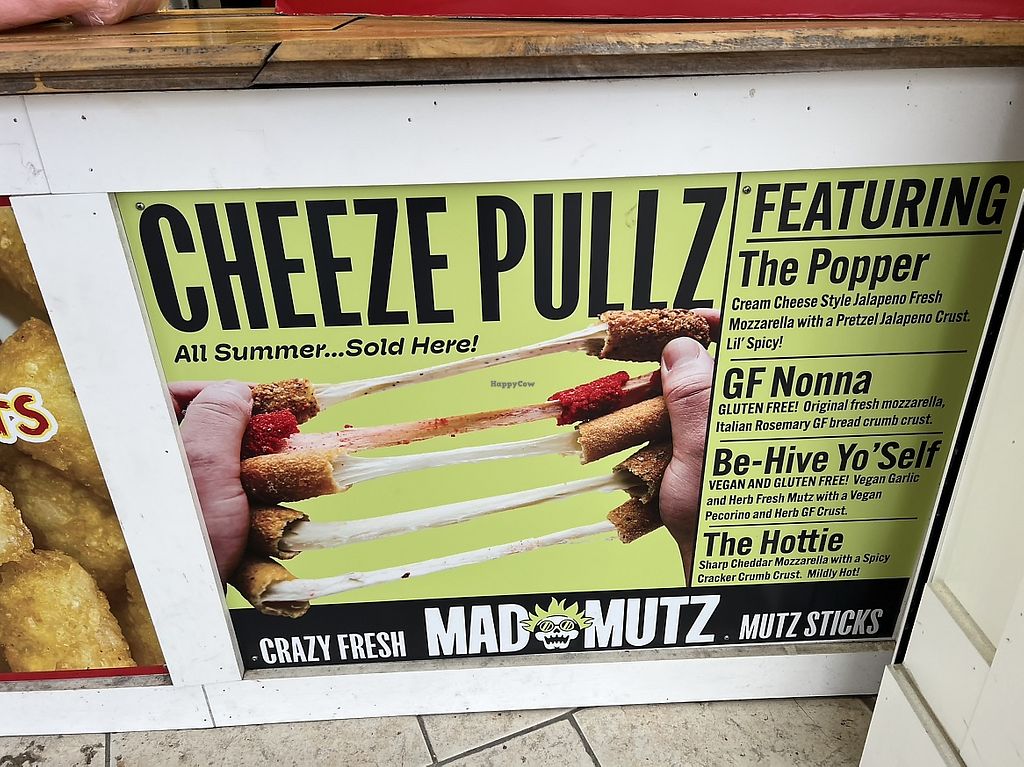 CHEEZE PULLZ
All Summer...Sold Here!
TS
HappyCow
FEATURING
The Popper
Cream Cheese Style Jalapeno Fresh
Mozzarella with a Pretzel Jalapeno Crust.
Lil' Spicy!
GF Nonna
GLUTEN FREE! Original fresh mozzarella,
Italian Rosemary GF bread crumb crust.
Be-Hive Yo'Self
VEGAN AND GLUTEN FREE! Vegan Garlic
and Herb Fresh Mutz with a Vegan
Pecorino and Herb GF Crust.
The Hottie
Sharp Cheddar Mozzarella with a Spicy
Cracker Crumb Crust. Mildly Hot!
CRAZY FRESH MAD MUTZ. MUTZ STICKS